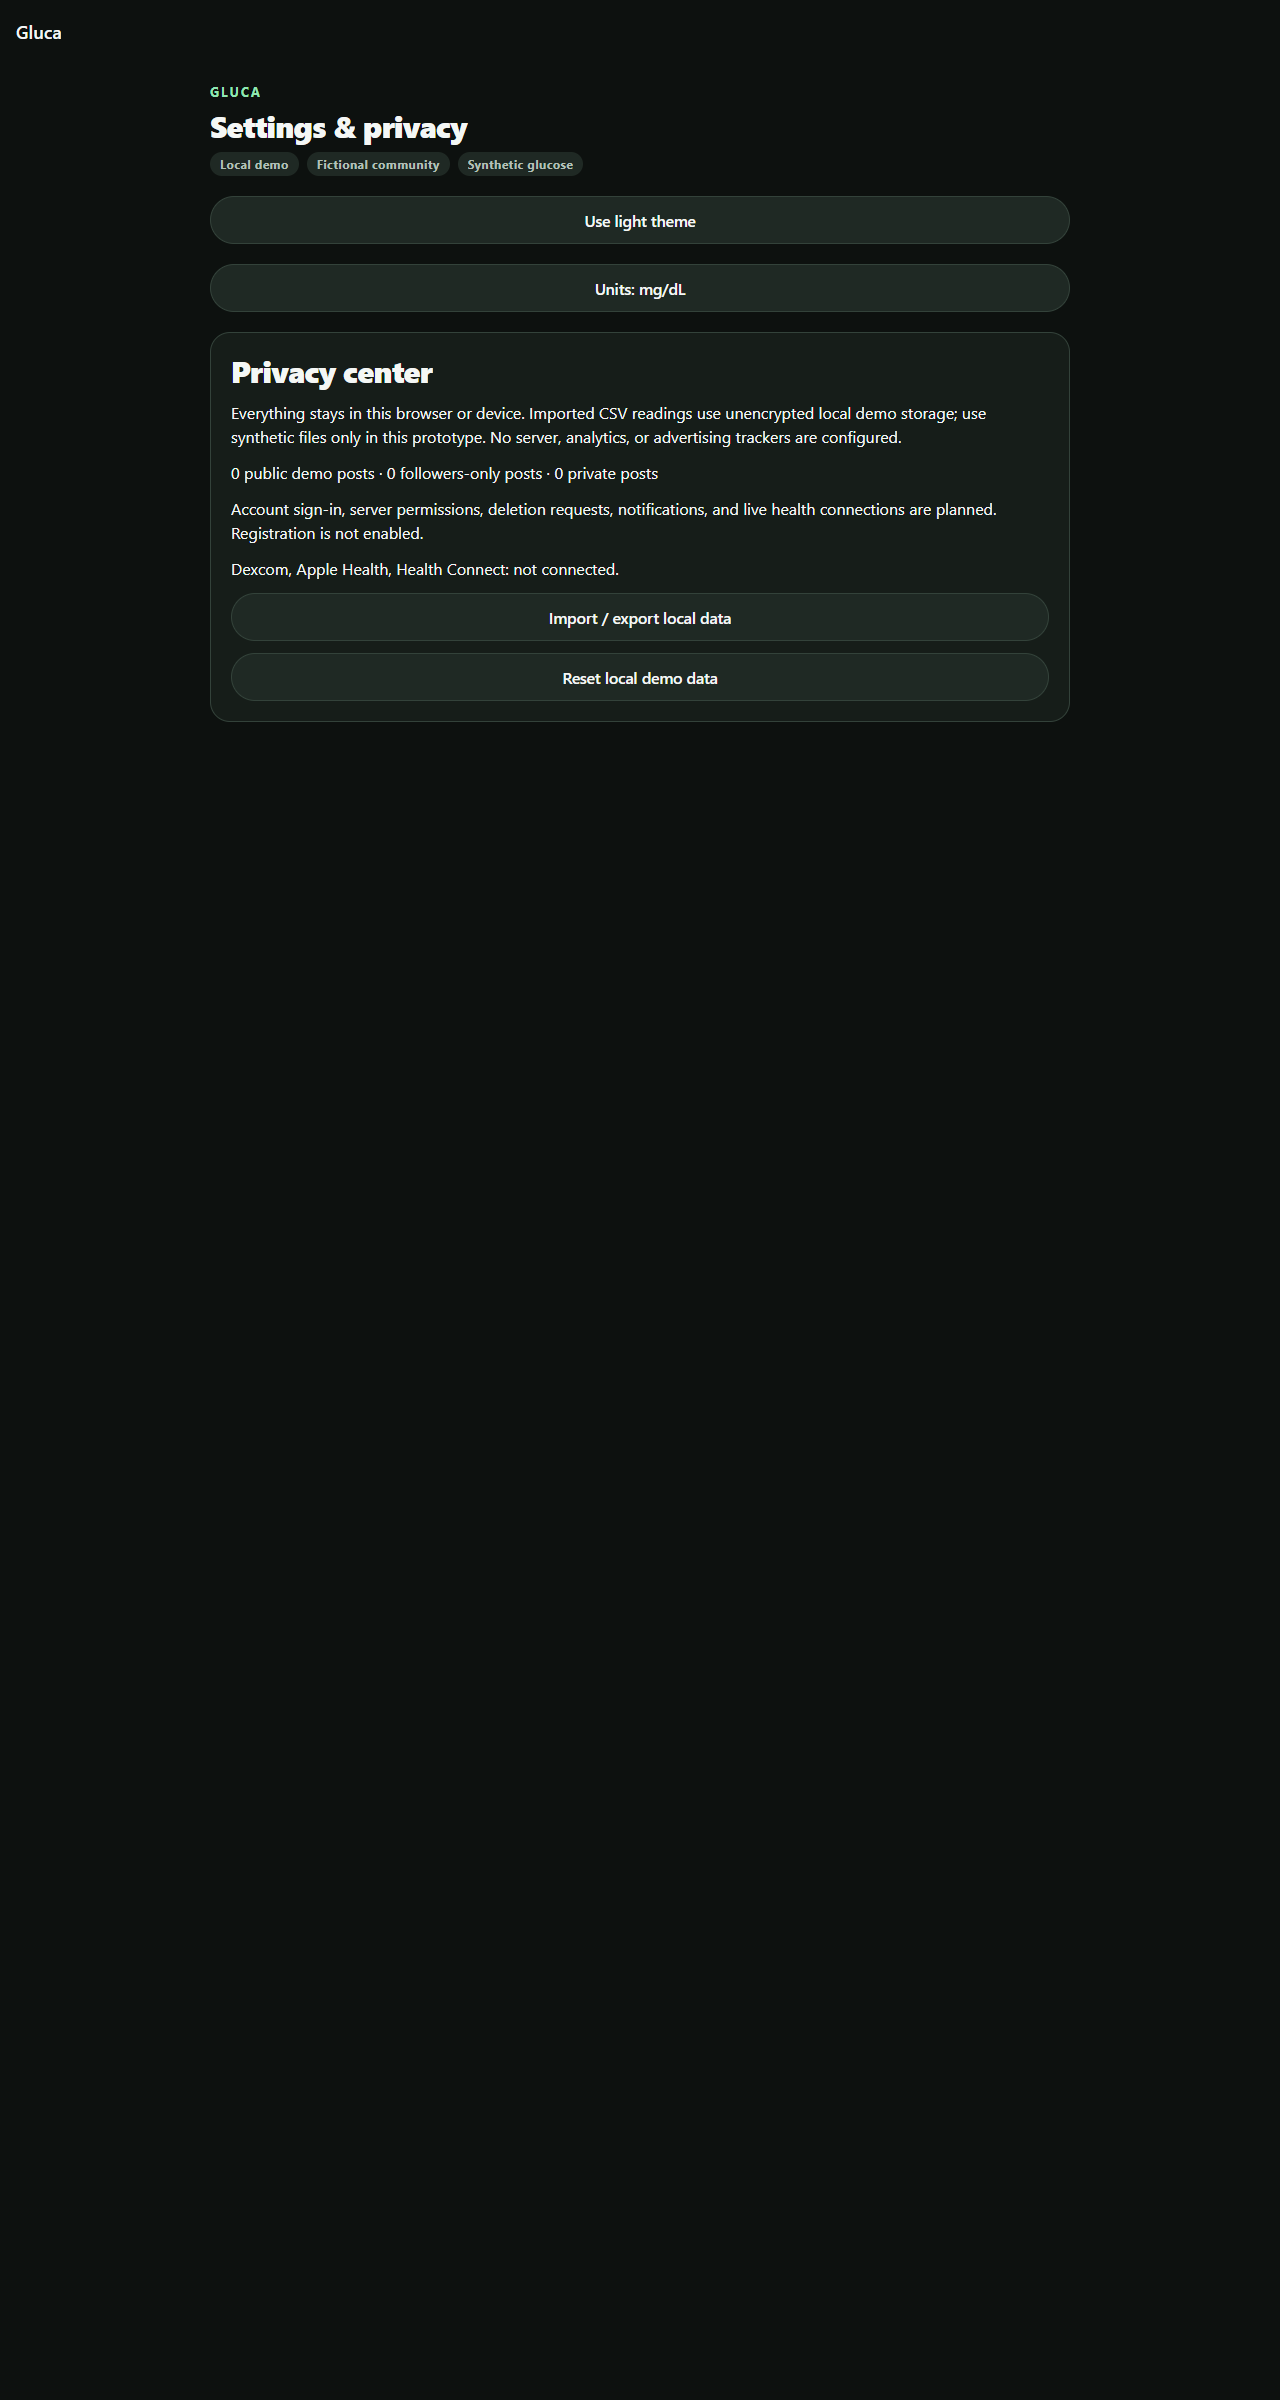 Gluca
GLUCA
Settings & privacy
Local demo
Fictional community
Synthetic glucose
Use light theme
Units: mg/dL
Privacy center
Everything stays in this browser or device. Imported CSV readings use unencrypted local demo storage; use
synthetic files only in this prototype. No server, analytics, or advertising trackers are configured.
0 public demo posts · 0 followers-only posts · 0 private posts
Account sign-in, server permissions, deletion requests, notifications, and live health connections are planned.
Registration is not enabled.
Dexcom, Apple Health, Health Connect: not connected.
Import / export local data
Reset local demo data